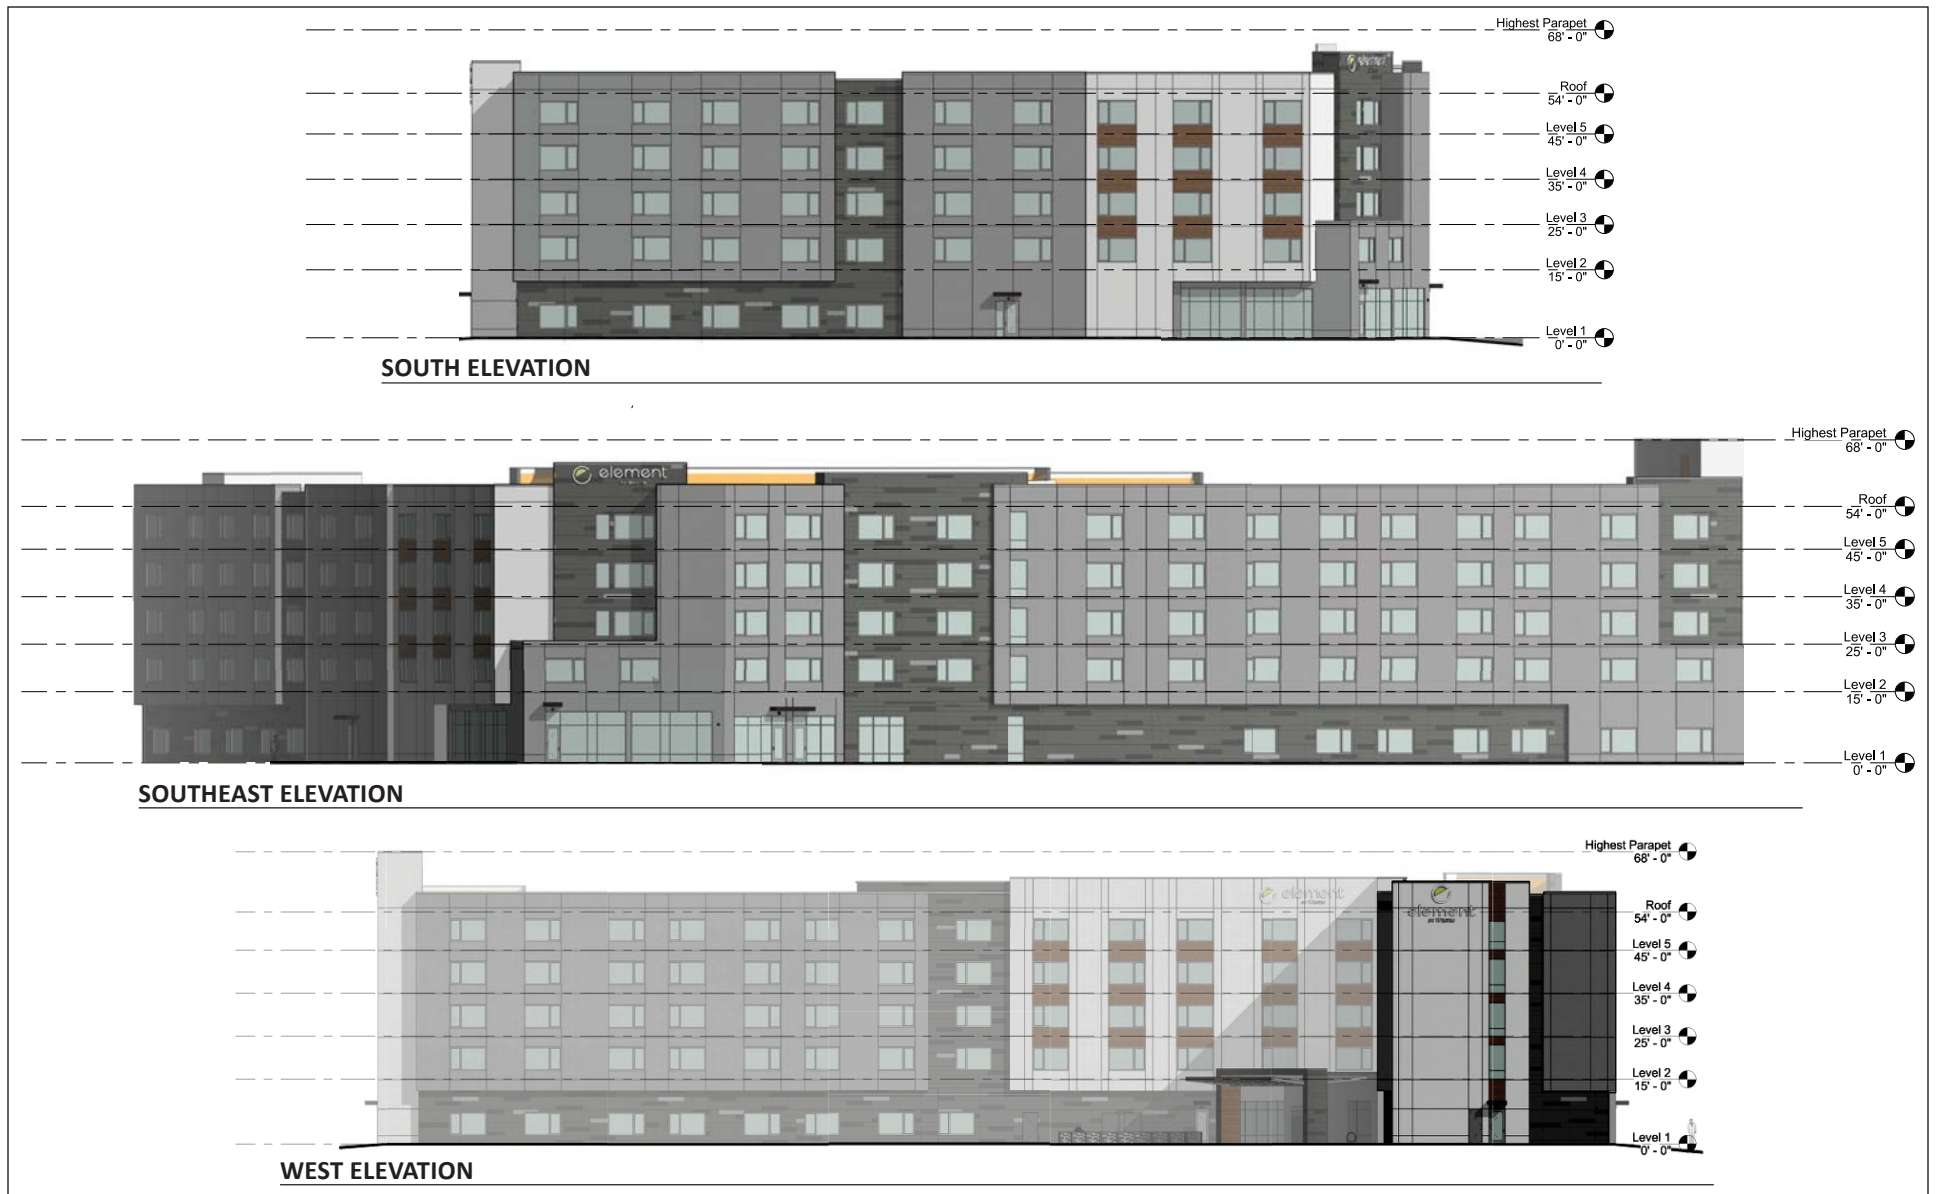 Highest Parapet
68' - 0"
element
Roof
54' - 0"
Level 5
45' - 0"
Level 4
35' - 0"
Level 3
25' - 0"
Level 2
15' - 0"
Level 1
0' - 0"
SOUTH ELEVATION
Highest Parapet
68' - 0"
element
Roof
54' - 0"
Level 5
45' - 0"
Level 4
35' - 0"
Level 3
25' - 0"
Level 2
15' - 0"
Level 1
0' - 0"
SOUTHEAST ELEVATION
Highest Parapet
68' - 0"
element
element
Roof
54' - 0"
Level 5
45' - 0"
Level 4
35' - 0"
Level 3
25' - 0"
Level 2
15' - 0"
Level 1
0' - 0"
WEST ELEVATION